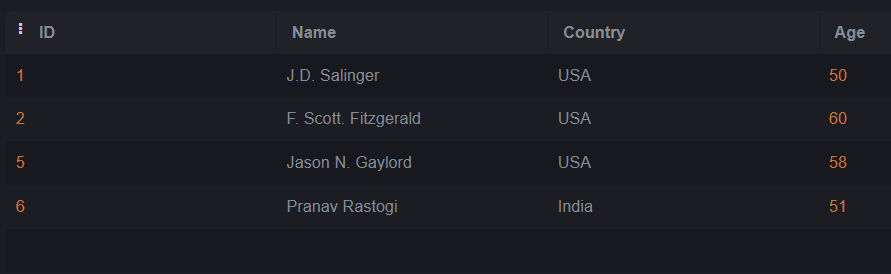 ID Name Country Age
1 J.D. Salinger USA 50
2 F. Scott. Fitzgerald USA 60
5 Jason N. Gaylord USA 58
6 Pranav Rastogi India 51